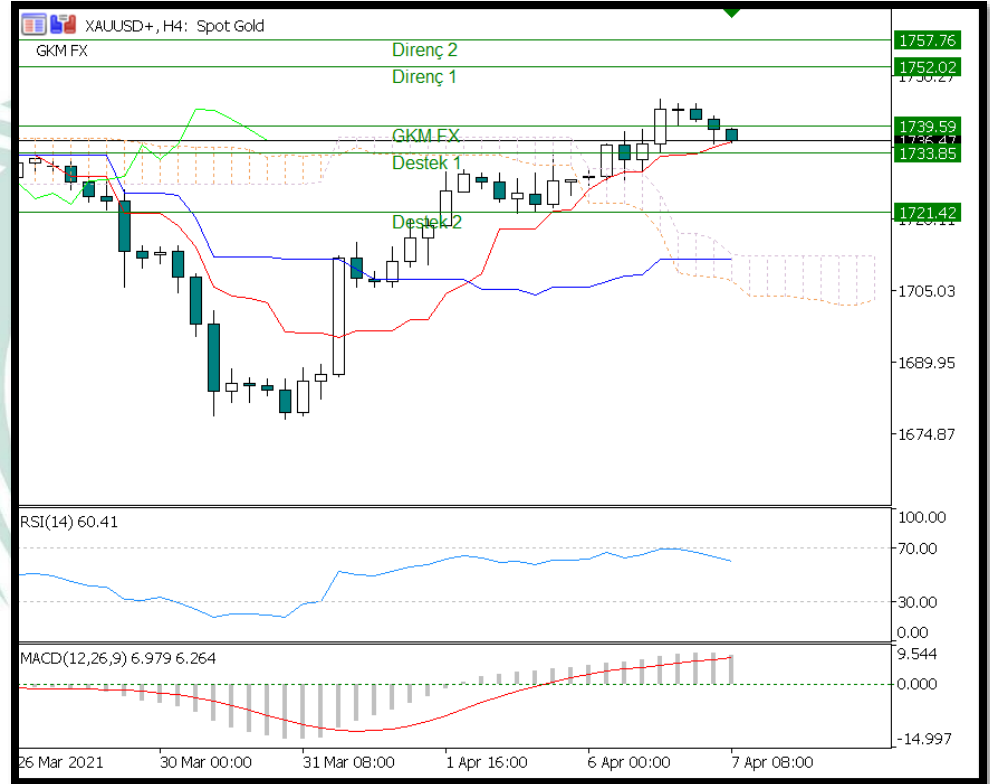 XAUUSD+, H4: Spot Gold
GKM FX
Direnç 2
1757.76
Direnç 1
1752.02
GKM FX
1739.59
Destek 1
1733.85
Destek 2
1721.42
1705.03
1689.95
1674.87
RSI(14) 60.41
100.00
70.00
30.00
0.00
MACD(12,26,9) 6.979 6.264
9.544
0.000
-14.997
26 Mar 2021
30 Mar 00:00
31 Mar 08:00
1 Apr 16:00
6 Apr 00:00
7 Apr 08:00